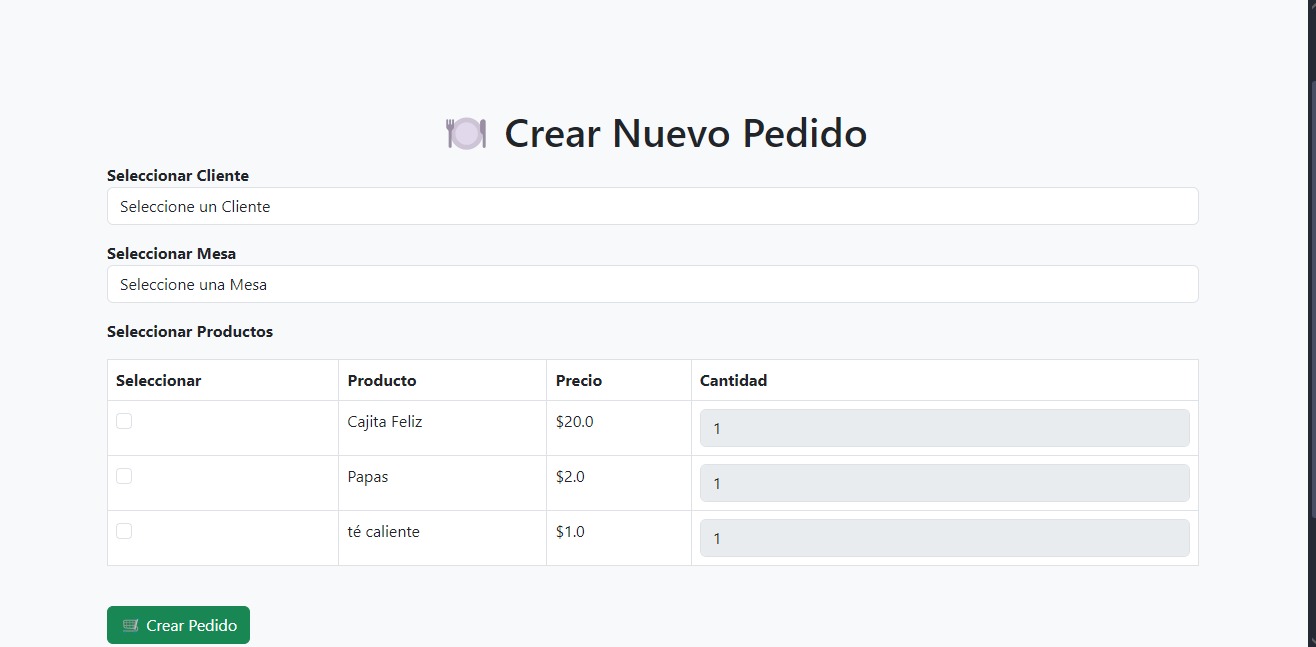 Crear Nuevo Pedido
Seleccionar Cliente
Seleccione un Cliente
Seleccionar Mesa
Seleccione una Mesa
Seleccionar Productos
Seleccionar Producto Precio Cantidad
Cajita Feliz $20.0 1
Papas $2.0 1
té caliente $1.0 1
Crear Pedido